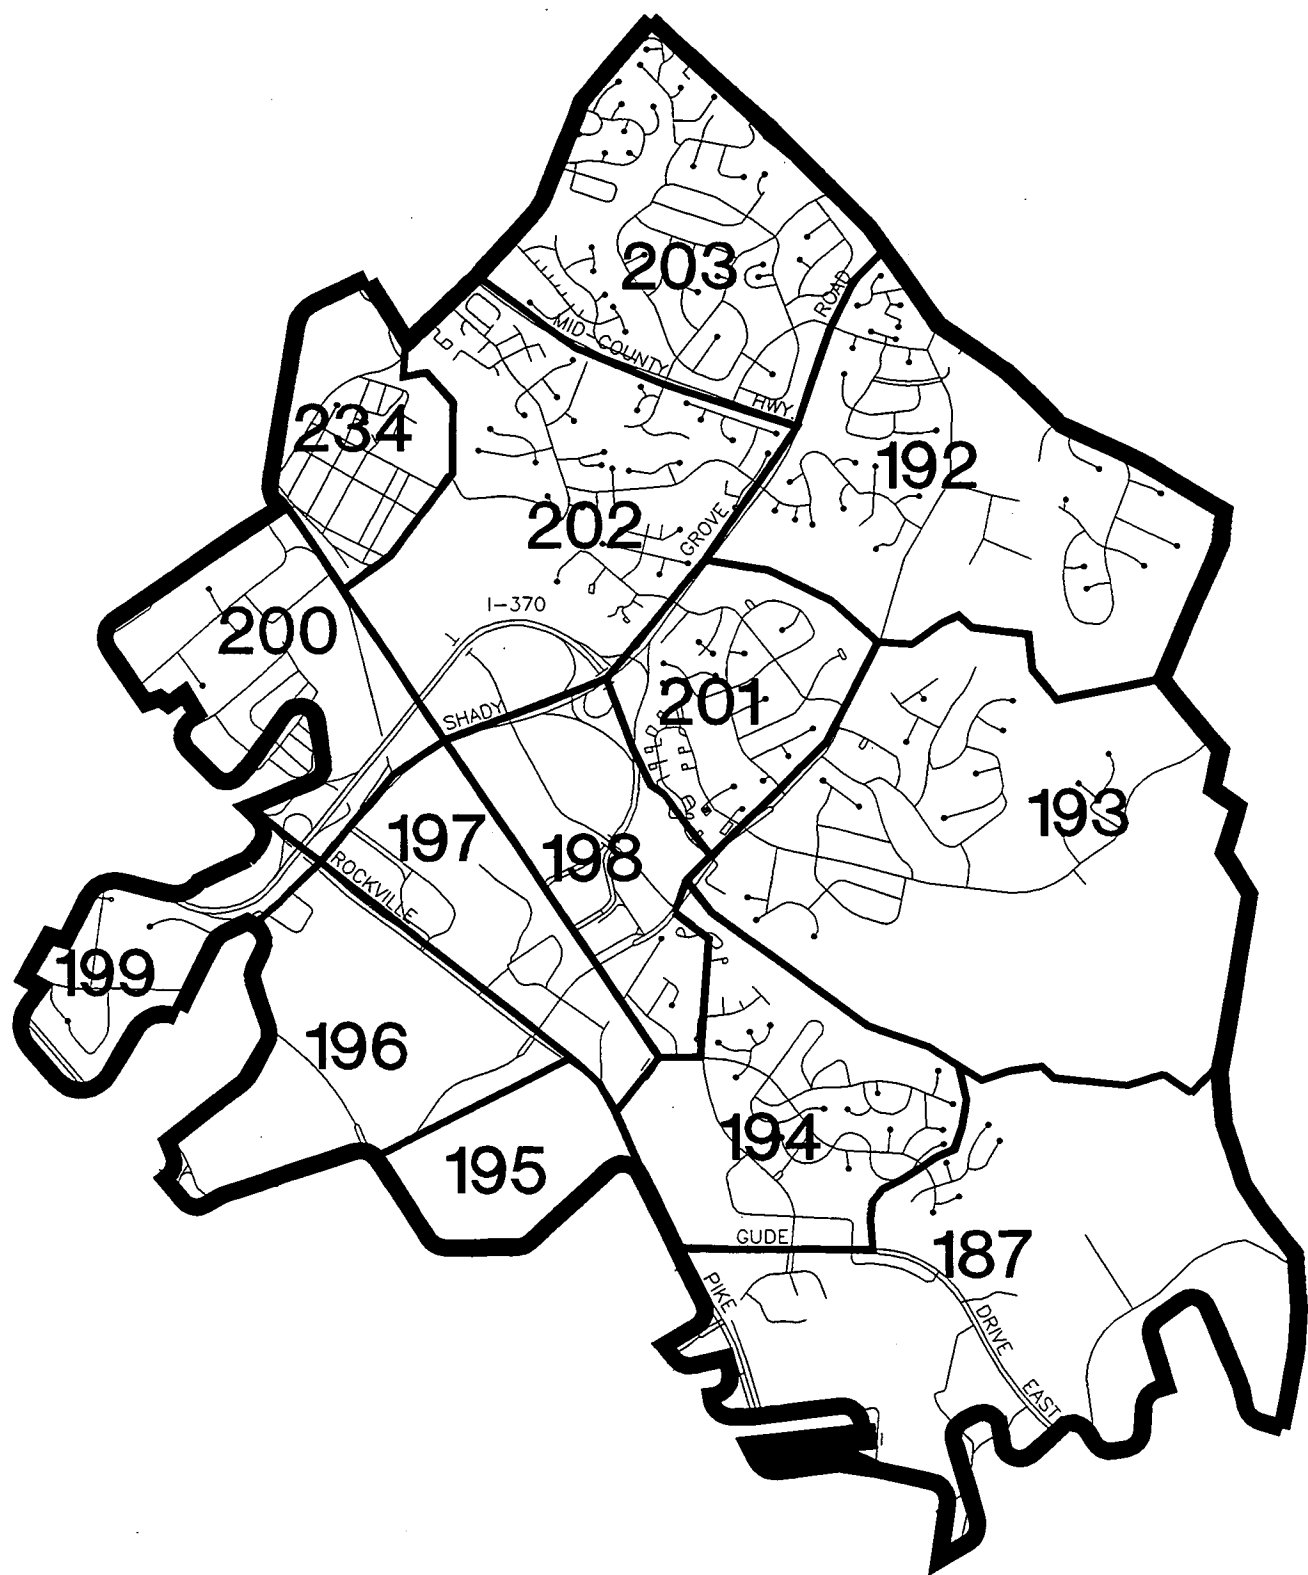 203
ROAD
MID-COUNTY
HWY.
234
192
202
GROVE
I-370
200
201
SHADY
193
197
198
ROCKVILLE
199
196
194
195
GUDE
187
PIKE
DRIVE
EAST